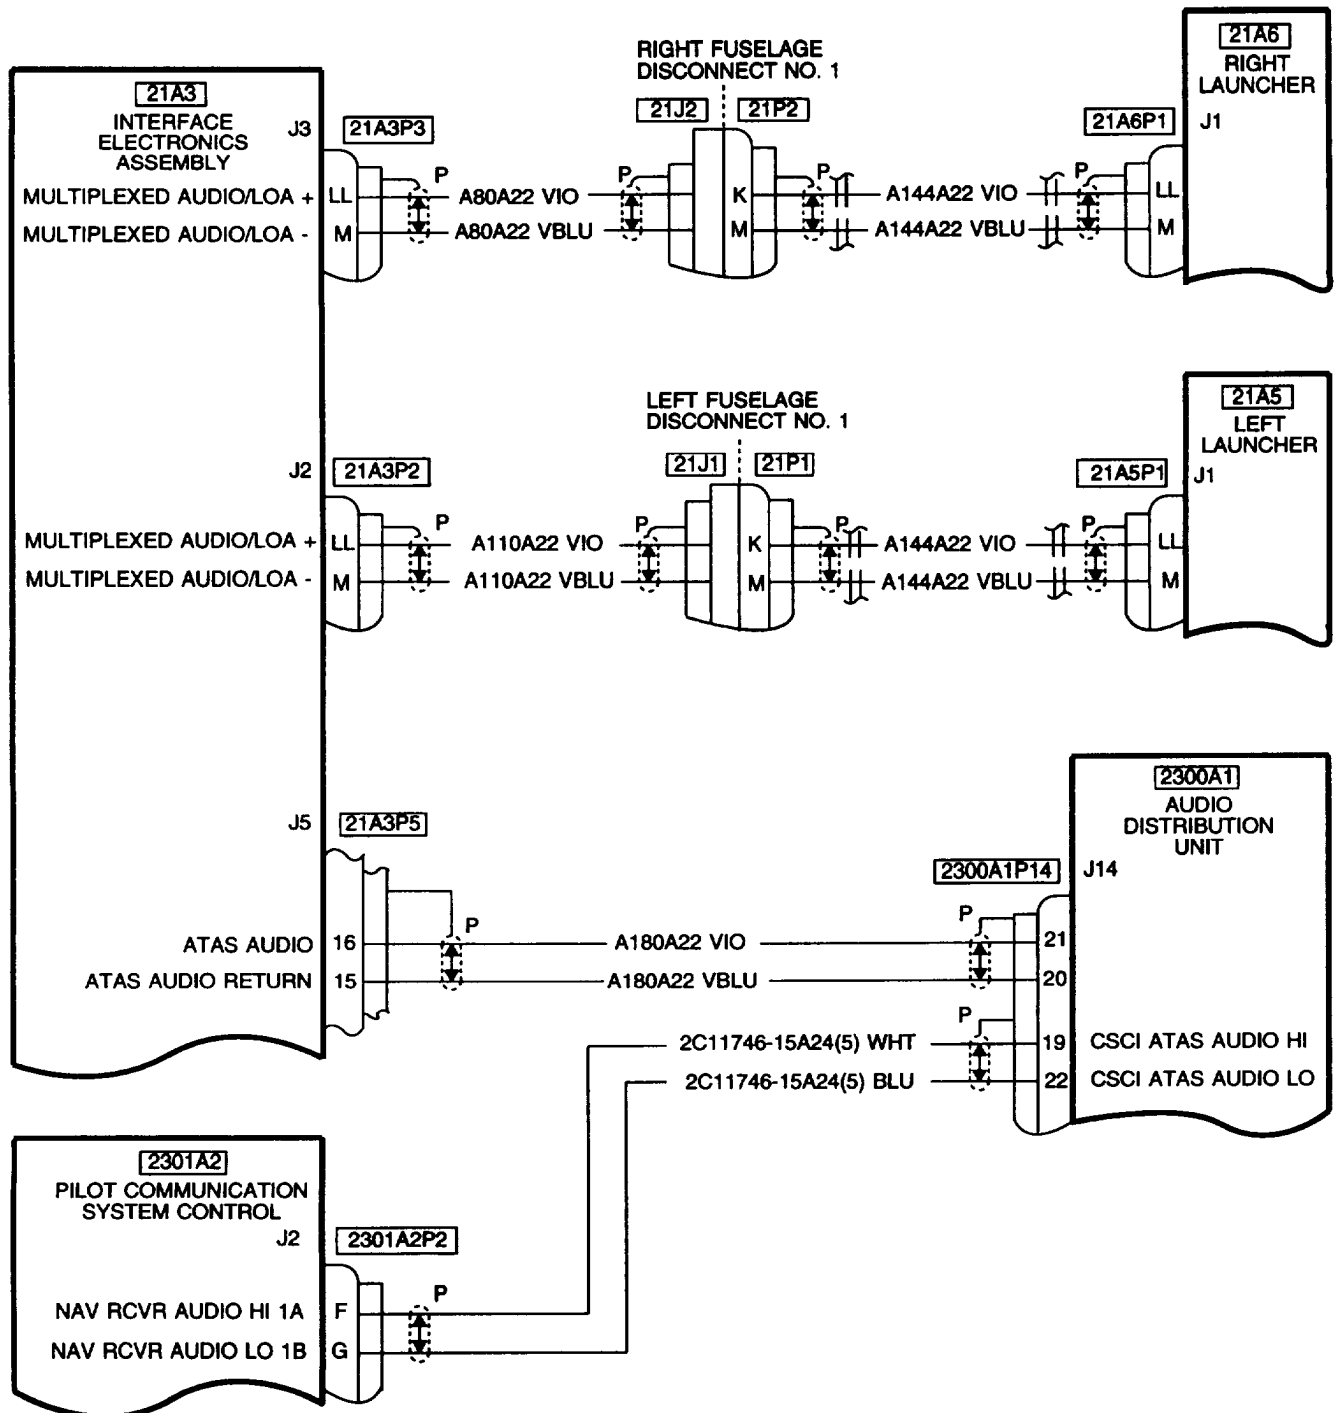 RIGHT FUSELAGE
DISCONNECT NO. 1
21A6
RIGHT
LAUNCHER
J1
21A3
INTERFACE
ELECTRONICS
ASSEMBLY
J3
21A3P3
21J2
21P2
21A6P1
P
P
P
P
MULTIPLEXED AUDIO/LOA +
LL
A80A22 VIO
K
A144A22 VIO
LL
MULTIPLEXED AUDIO/LOA -
M
A80A22 VBLU
M
A144A22 VBLU
M
LEFT FUSELAGE
DISCONNECT NO. 1
21A5
LEFT
LAUNCHER
J1
J2
21A3P2
21J1
21P1
21A5P1
P
P
P
P
MULTIPLEXED AUDIO/LOA +
LL
A110A22 VIO
K
A144A22 VIO
LL
MULTIPLEXED AUDIO/LOA -
M
A110A22 VBLU
M
A144A22 VBLU
M
2300A1
AUDIO
DISTRIBUTION
UNIT
J14
J5
21A3P5
2300A1P14
P
P
ATAS AUDIO
16
A180A22 VIO
21
ATAS AUDIO RETURN
15
A180A22 VBLU
20
P
2C11746-15A24(5) WHT
19
CSCI ATAS AUDIO HI
2C11746-15A24(5) BLU
22
CSCI ATAS AUDIO LO
2301A2
PILOT COMMUNICATION
SYSTEM CONTROL
J2
2301A2P2
P
NAV RCVR AUDIO HI 1A
F
NAV RCVR AUDIO LO 1B
G